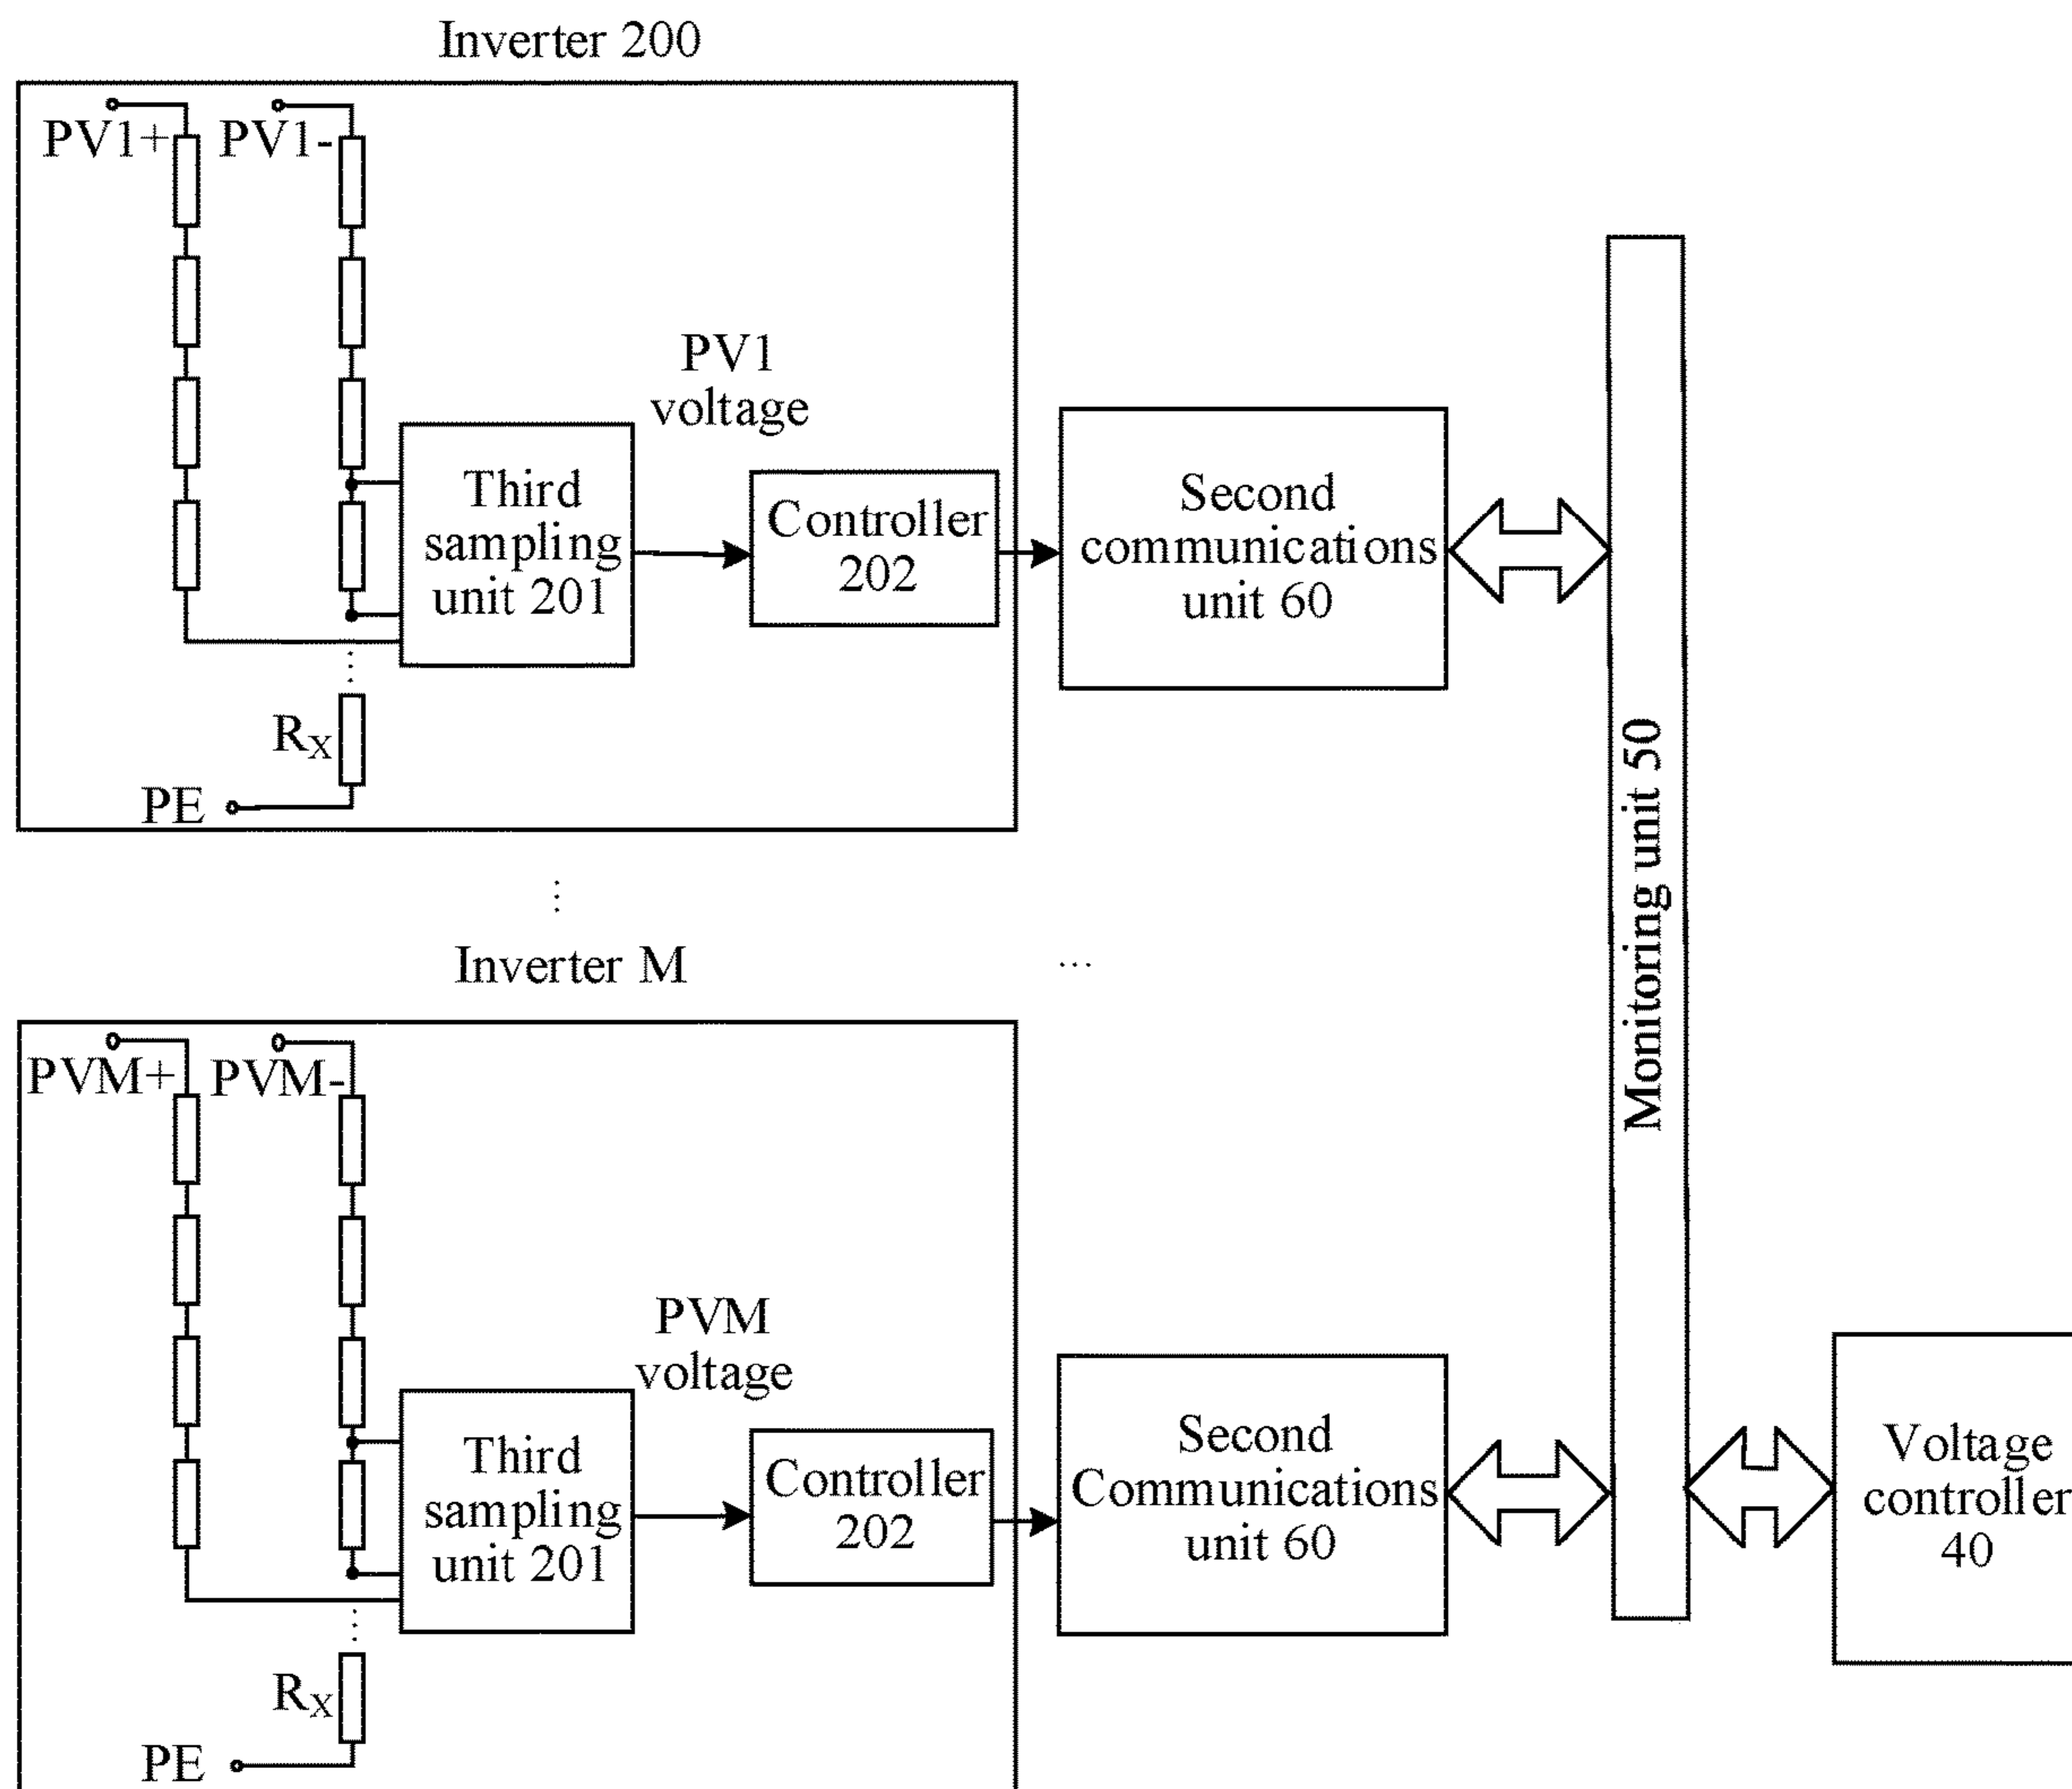 Inverter 200
PV1+ PV1-
PV1
voltage
Third
sampling
unit 201
Controller
202
Second
communications
unit 60
RX
PE
Monitoring unit 50
⋮
Inverter M
...
PVM+ PVM-
PVM
voltage
Third
sampling
unit 201
Controller
202
Second
Communications
unit 60
Voltage
controller
40
RX
PE